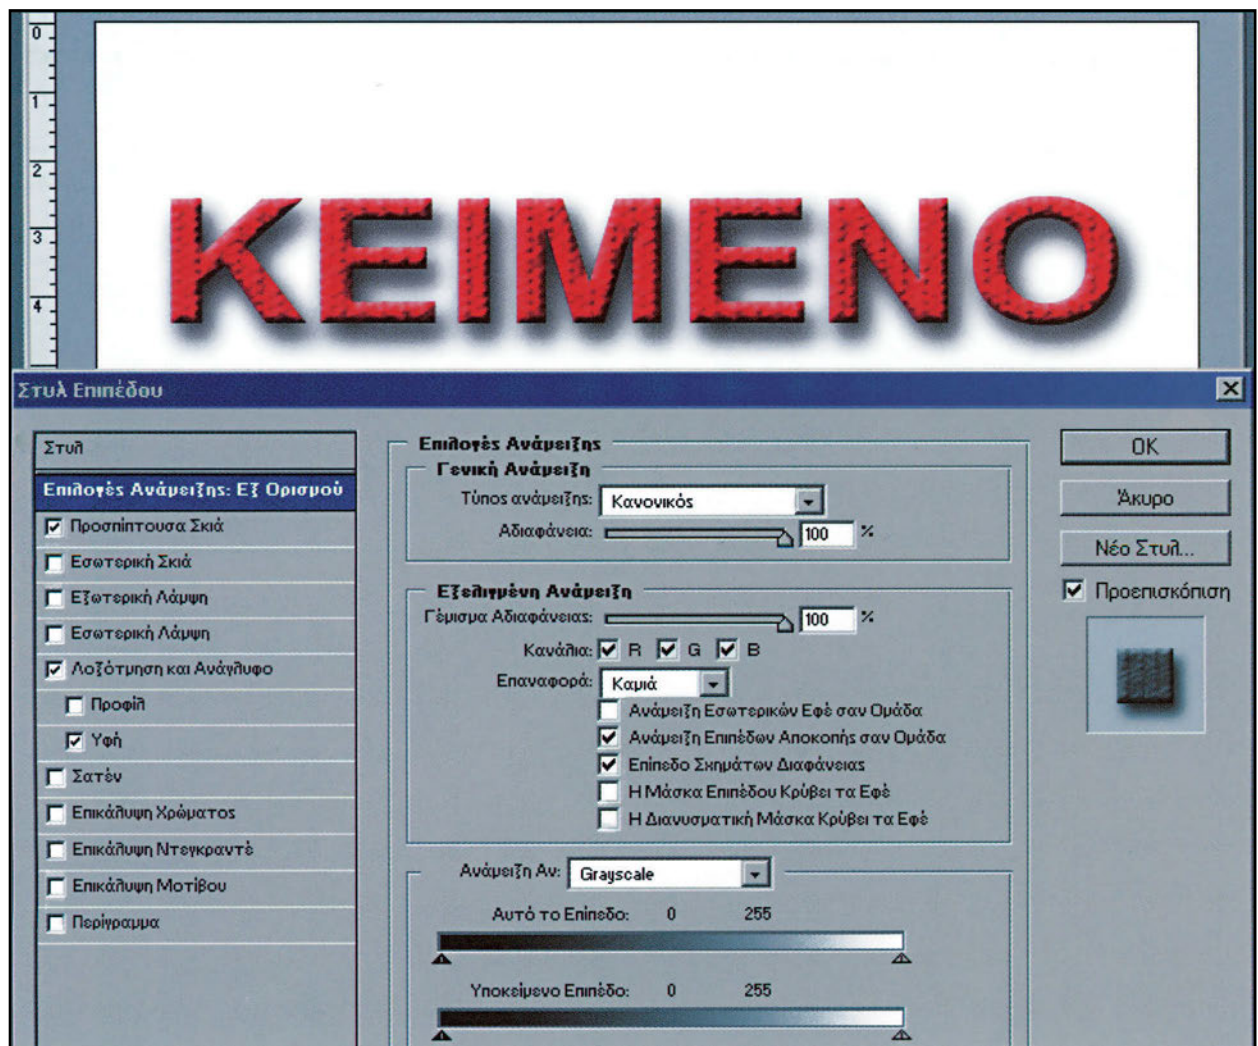 0
1
2
3
4
ΚΕΙΜΕΝΟ
Στυλ Επιπέδου
Στυλ
Επιλογές Ανάμειξης: Εξ Ορισμού
Προσπίπτουσα Σκιά
Εσωτερική Σκιά
Εξωτερική Λάμψη
Εσωτερική Λάμψη
Λοξότμηση και Ανάγλυφο
Προφίλ
Υφή
Σατέν
Επικάλυψη Χρώματος
Επικάλυψη Ντεγκραντέ
Επικάλυψη Μοτίβου
Περίγραμμα
Επιλογές Ανάμειξης
Γενική Ανάμειξη
Τύπος ανάμειξης: Κανονικός
Αδιαφάνεια: 100 %
Εξελιγμένη Ανάμειξη
Γέμισμα Αδιαφάνειας: 100 %
Κανάλια: R G B
Επαναφορά: Καμιά
Ανάμειξη Εσωτερικών Εφέ σαν Ομάδα
Ανάμειξη Επιπέδων Αποκοπής σαν Ομάδα
Επίπεδο Σχημάτων Διαφάνειας
Η Μάσκα Επιπέδου Κρύβει τα Εφέ
Η Διανυσματική Μάσκα Κρύβει τα Εφέ
Ανάμειξη Αν: Grayscale
Αυτό το Επίπεδο: 0 255
Υποκείμενο Επιπέδο: 0 255
OK
Άκυρο
Νέο Στυλ...
Προεπισκόπιση